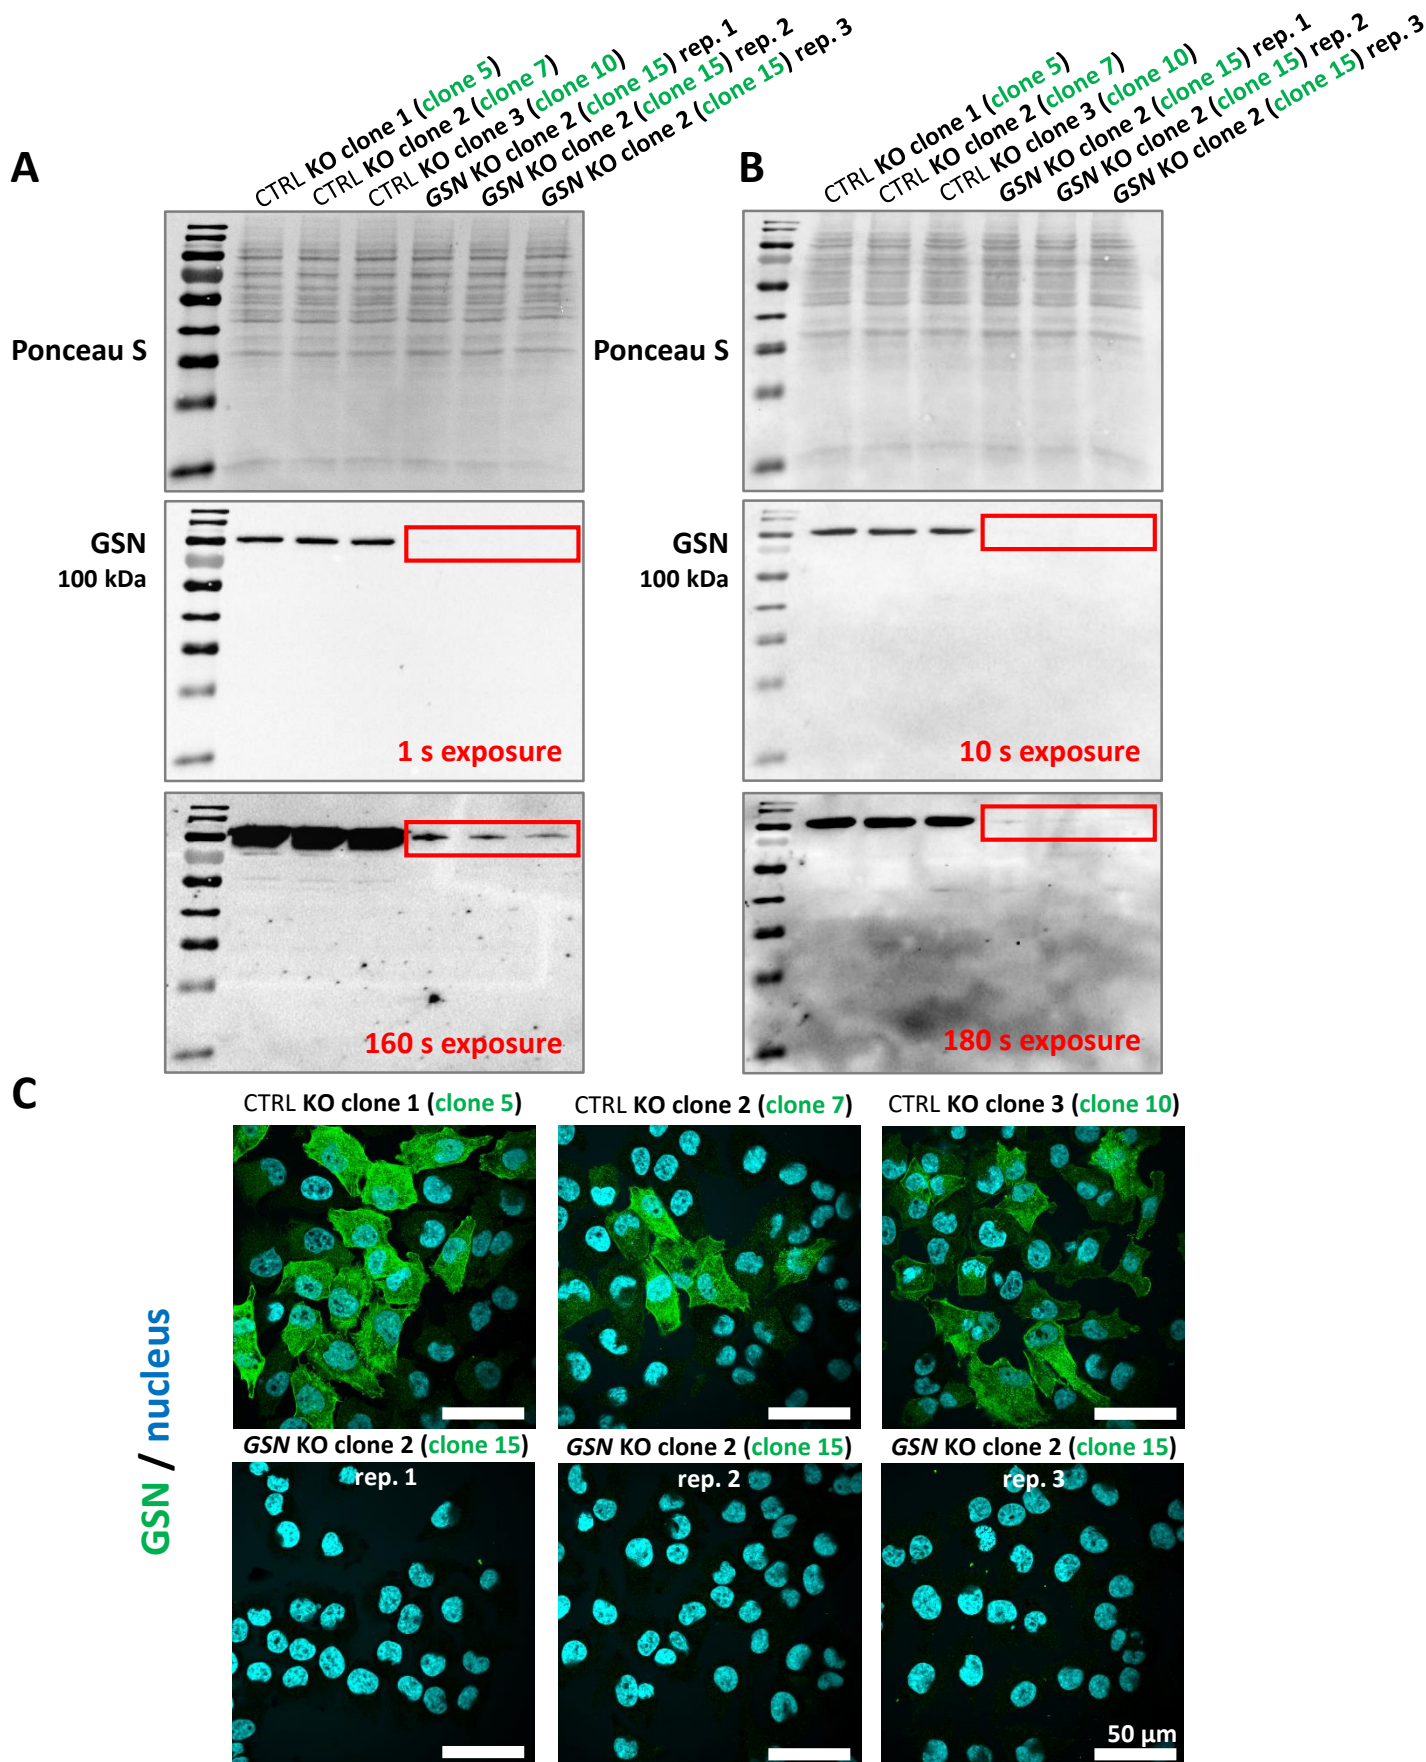 A
CTRL KO clone 1 (clone 5)
CTRL KO clone 2 (clone 7)
CTRL KO clone 3 (clone 10)
GSN KO clone 2 (clone 15) rep. 1
GSN KO clone 2 (clone 15) rep. 2
GSN KO clone 2 (clone 15) rep. 3
Ponceau S
GSN
100 kDa
1 s exposure
160 s exposure
B
CTRL KO clone 1 (clone 5)
CTRL KO clone 2 (clone 7)
CTRL KO clone 3 (clone 10)
GSN KO clone 2 (clone 15) rep. 1
GSN KO clone 2 (clone 15) rep. 2
GSN KO clone 2 (clone 15) rep. 3
Ponceau S
GSN
100 kDa
10 s exposure
180 s exposure
C
GSN / nucleus
CTRL KO clone 1 (clone 5)
CTRL KO clone 2 (clone 7)
CTRL KO clone 3 (clone 10)
GSN KO clone 2 (clone 15)
rep. 1
GSN KO clone 2 (clone 15)
rep. 2
GSN KO clone 2 (clone 15)
rep. 3
50 µm